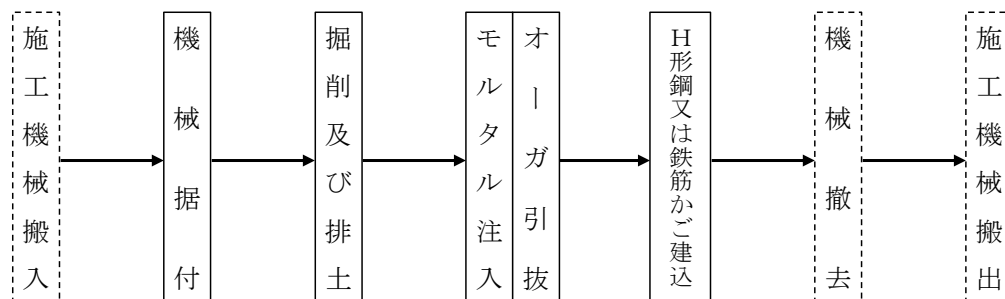 施工機械搬入
機械据付
掘削及び排土
モルタル注入
オーガ引抜
H形鋼又は鉄筋かご建込
機械撤去
施工機械搬出